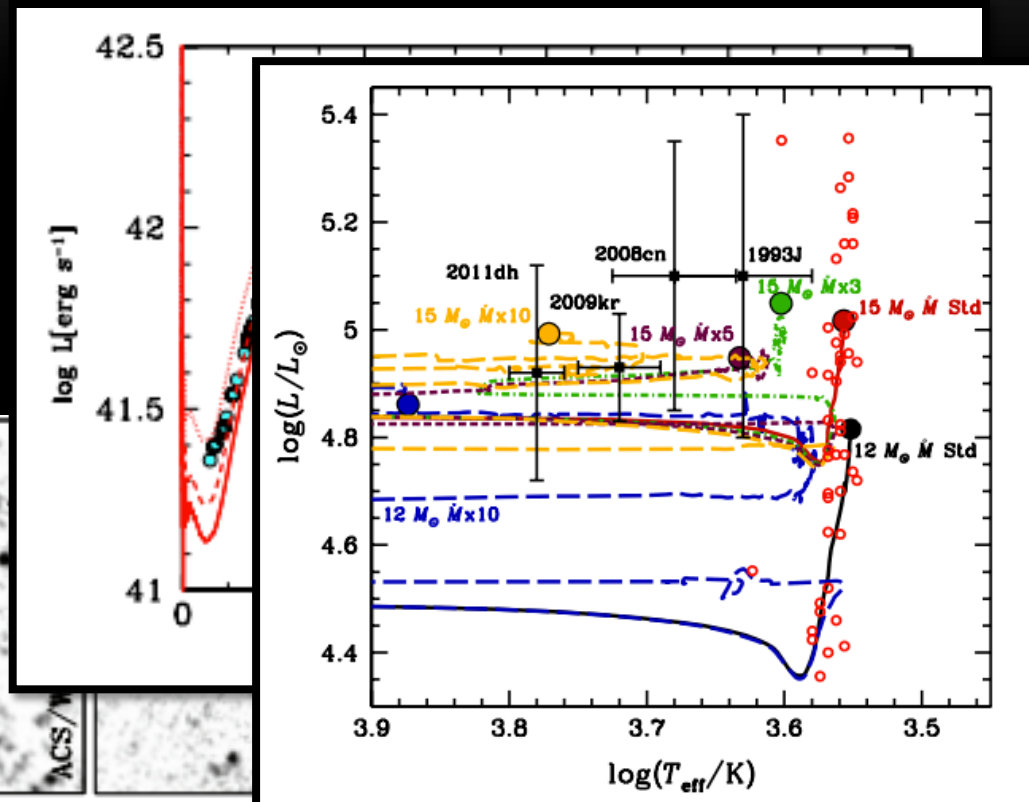 42.5
42
41.5
41
0
log L[erg s⁻¹]
ACS/W
5.4
5.2
5
4.8
4.6
4.4
log(L/L☉)
3.9
3.8
3.7
3.6
3.5
log(T_eff/K)
2008cn
1993J
2011dh
15 M☉ Ṁx3
2009kr
15 M☉ Ṁ Std
15 M☉ Ṁx10
15 M☉ Ṁx5
12 M☉ Ṁ Std
12 M☉ Ṁx10